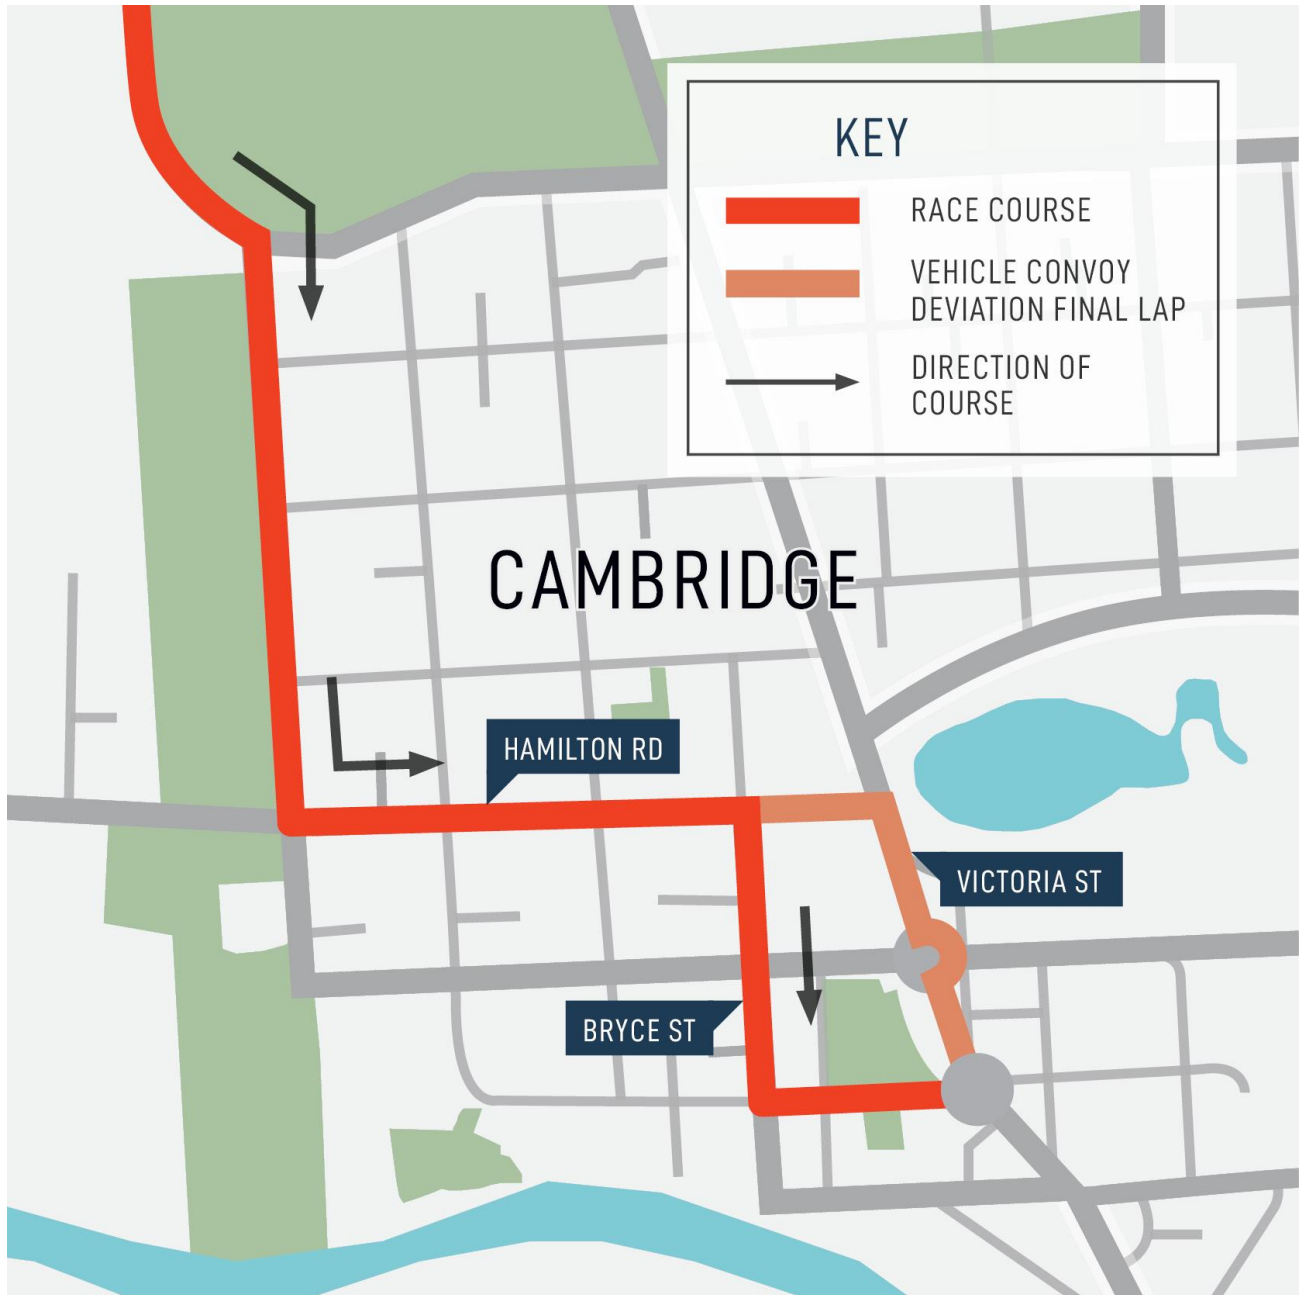 KEY
RACE COURSE
VEHICLE CONVOY
DEVIATION FINAL LAP
DIRECTION OF
COURSE
CAMBRIDGE
HAMILTON RD
VICTORIA ST
BRYCE ST